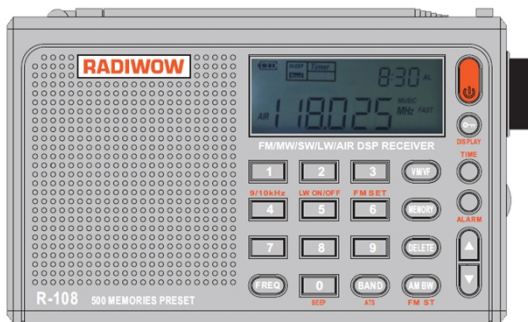 RADIWOW
SLEEP Timer
8:30 AL
AIR 118.025 MUSIC MHz FAST
FM/MW/SW/LW/AIR DSP RECEIVER
DISPLAY
1 2 3 VM/VF
TIME
9/10kHz LW ON/OFF FM SET
4 5 6 MEMORY
ALARM
7 8 9 DELETE
FREQ 0 BAND AM BW
BEEP ATS FM ST
R-108 500 MEMORIES PRESET